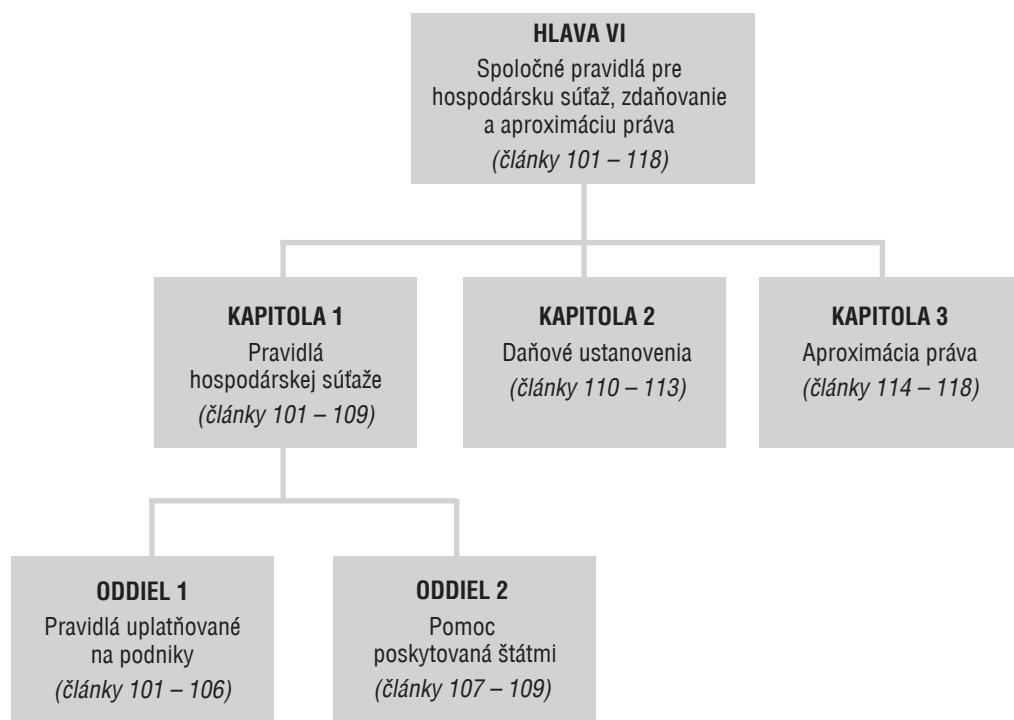 HLAVA VI
Spoločné pravidlá pre
hospodársku súťaž, zdaňovanie
a aproximáciu práva
(články 101 – 118)
KAPITOLA 1
Pravidlá
hospodárskej súťaže
(články 101 – 109)
KAPITOLA 2
Daňové ustanovenia
(články 110 – 113)
KAPITOLA 3
Aproximácia práva
(články 114 – 118)
ODDIEL 1
Pravidlá uplatňované
na podniky
(články 101 – 106)
ODDIEL 2
Pomoc
poskytovaná štátmi
(články 107 – 109)